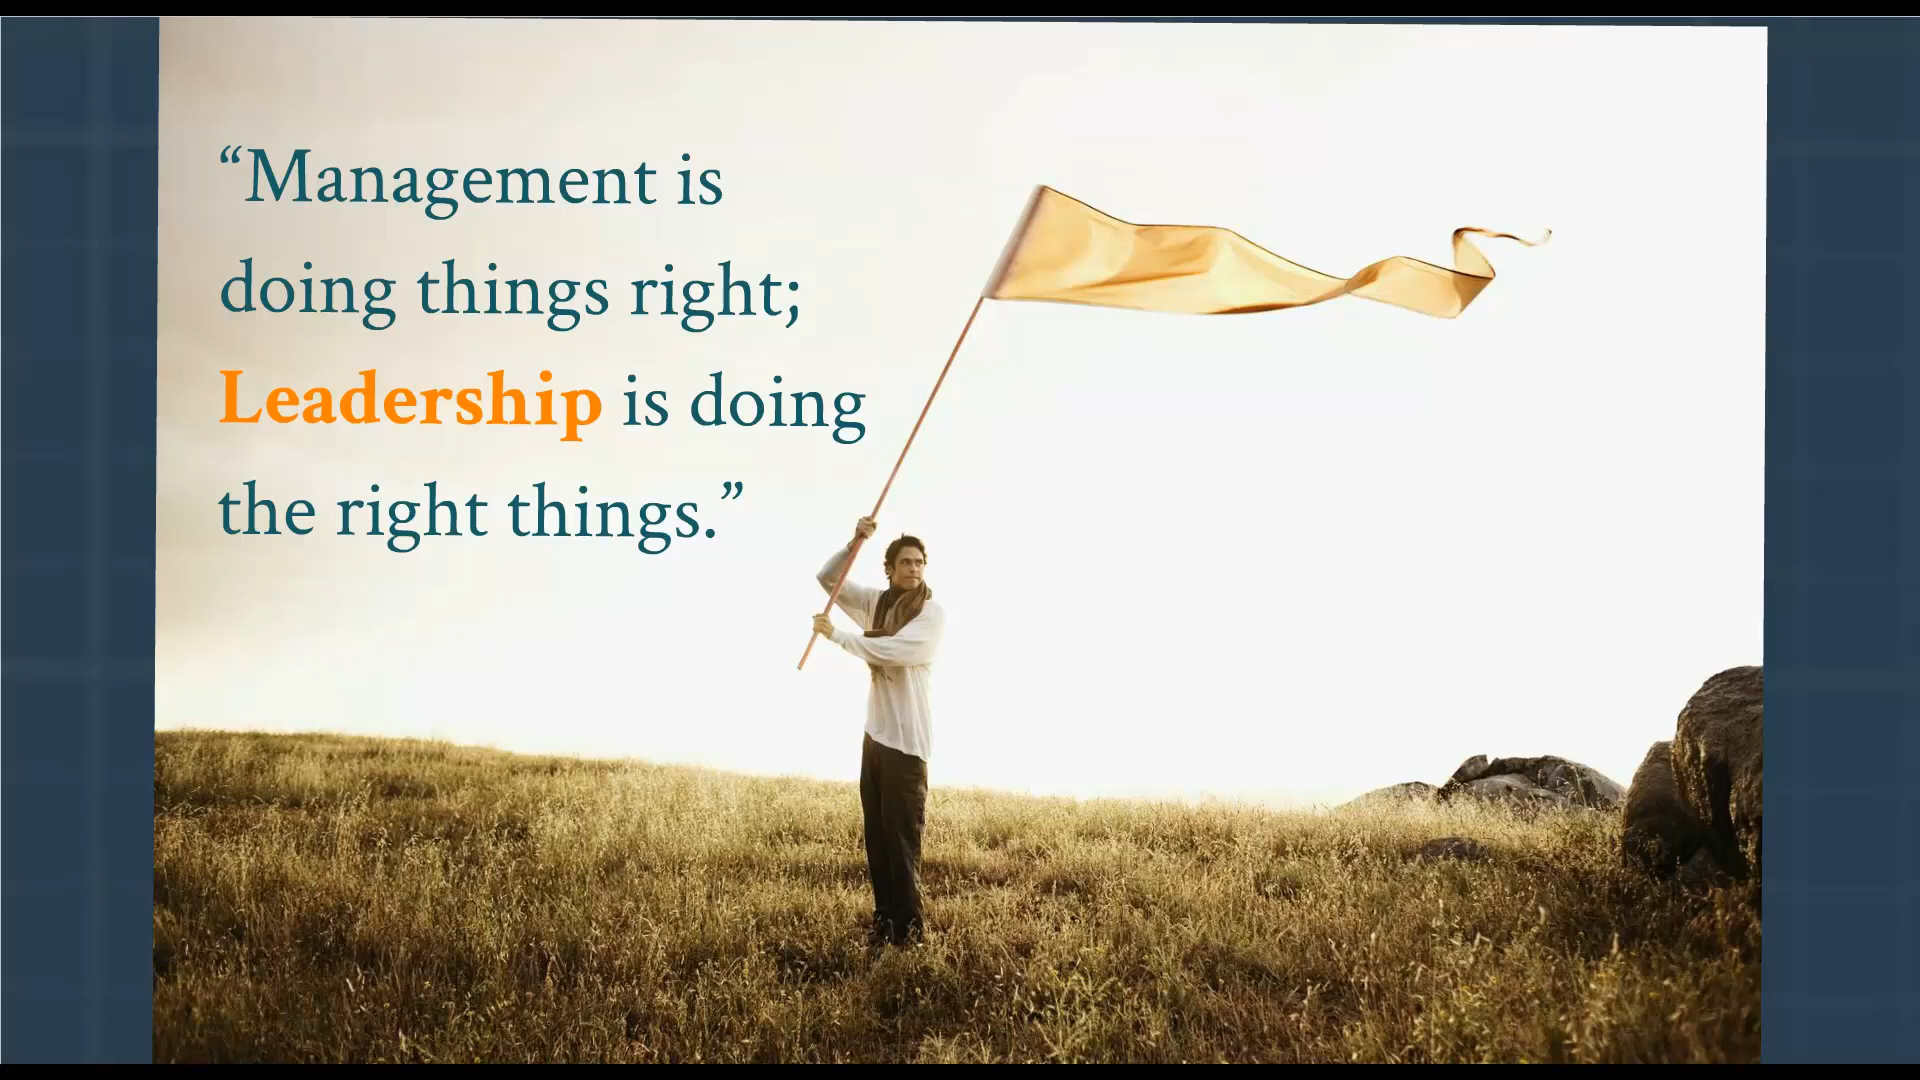 “Management is
doing things right;
Leadership is doing
the right things.”